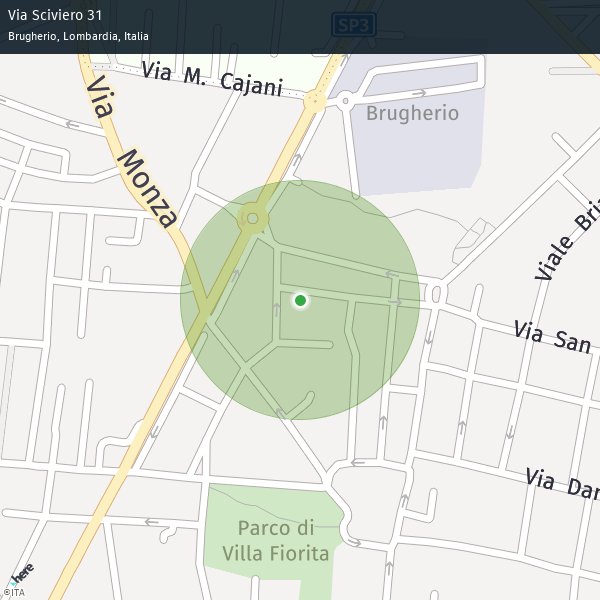 Via Sciviero 31
Brugherio, Lombardia, Italia
SP3
Via M. Cajani
Via Monza
Brugherio
Viale Bria
Via San
Via Dan
Parco di
Villa Fiorita
here
©ITA